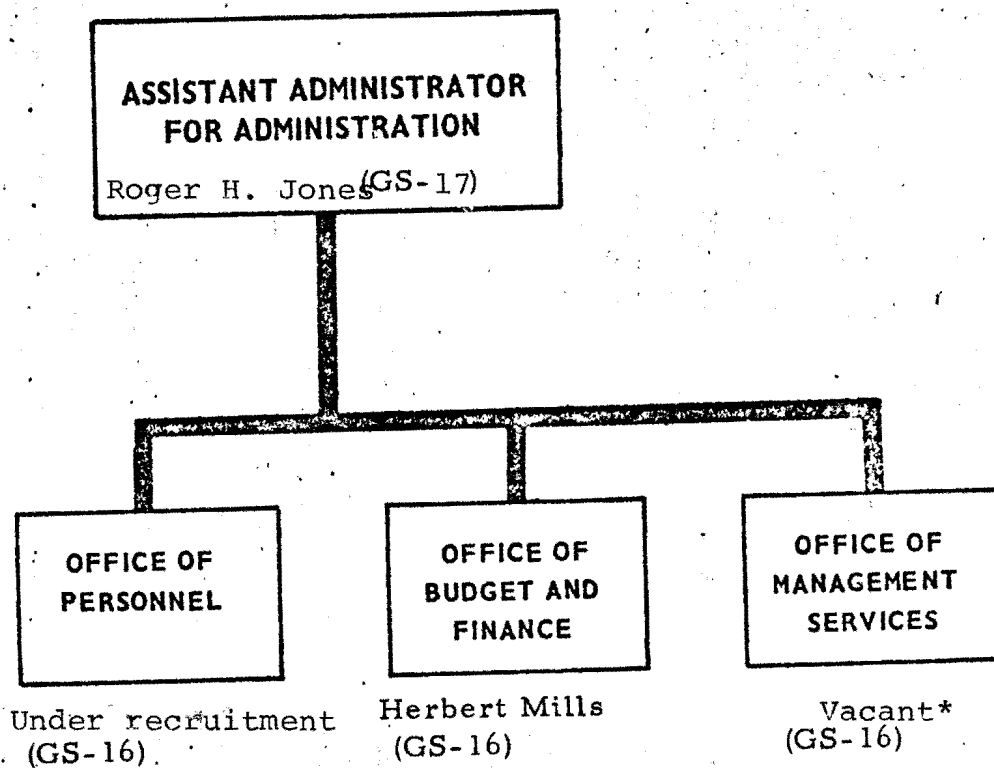 ASSISTANT ADMINISTRATOR
FOR ADMINISTRATION
Roger H. Jones (GS-17)
OFFICE OF
PERSONNEL
Under recruitment
(GS-16)
OFFICE OF
BUDGET AND
FINANCE
Herbert Mills
(GS-16)
OFFICE OF
MANAGEMENT
SERVICES
Vacant*
(GS-16)